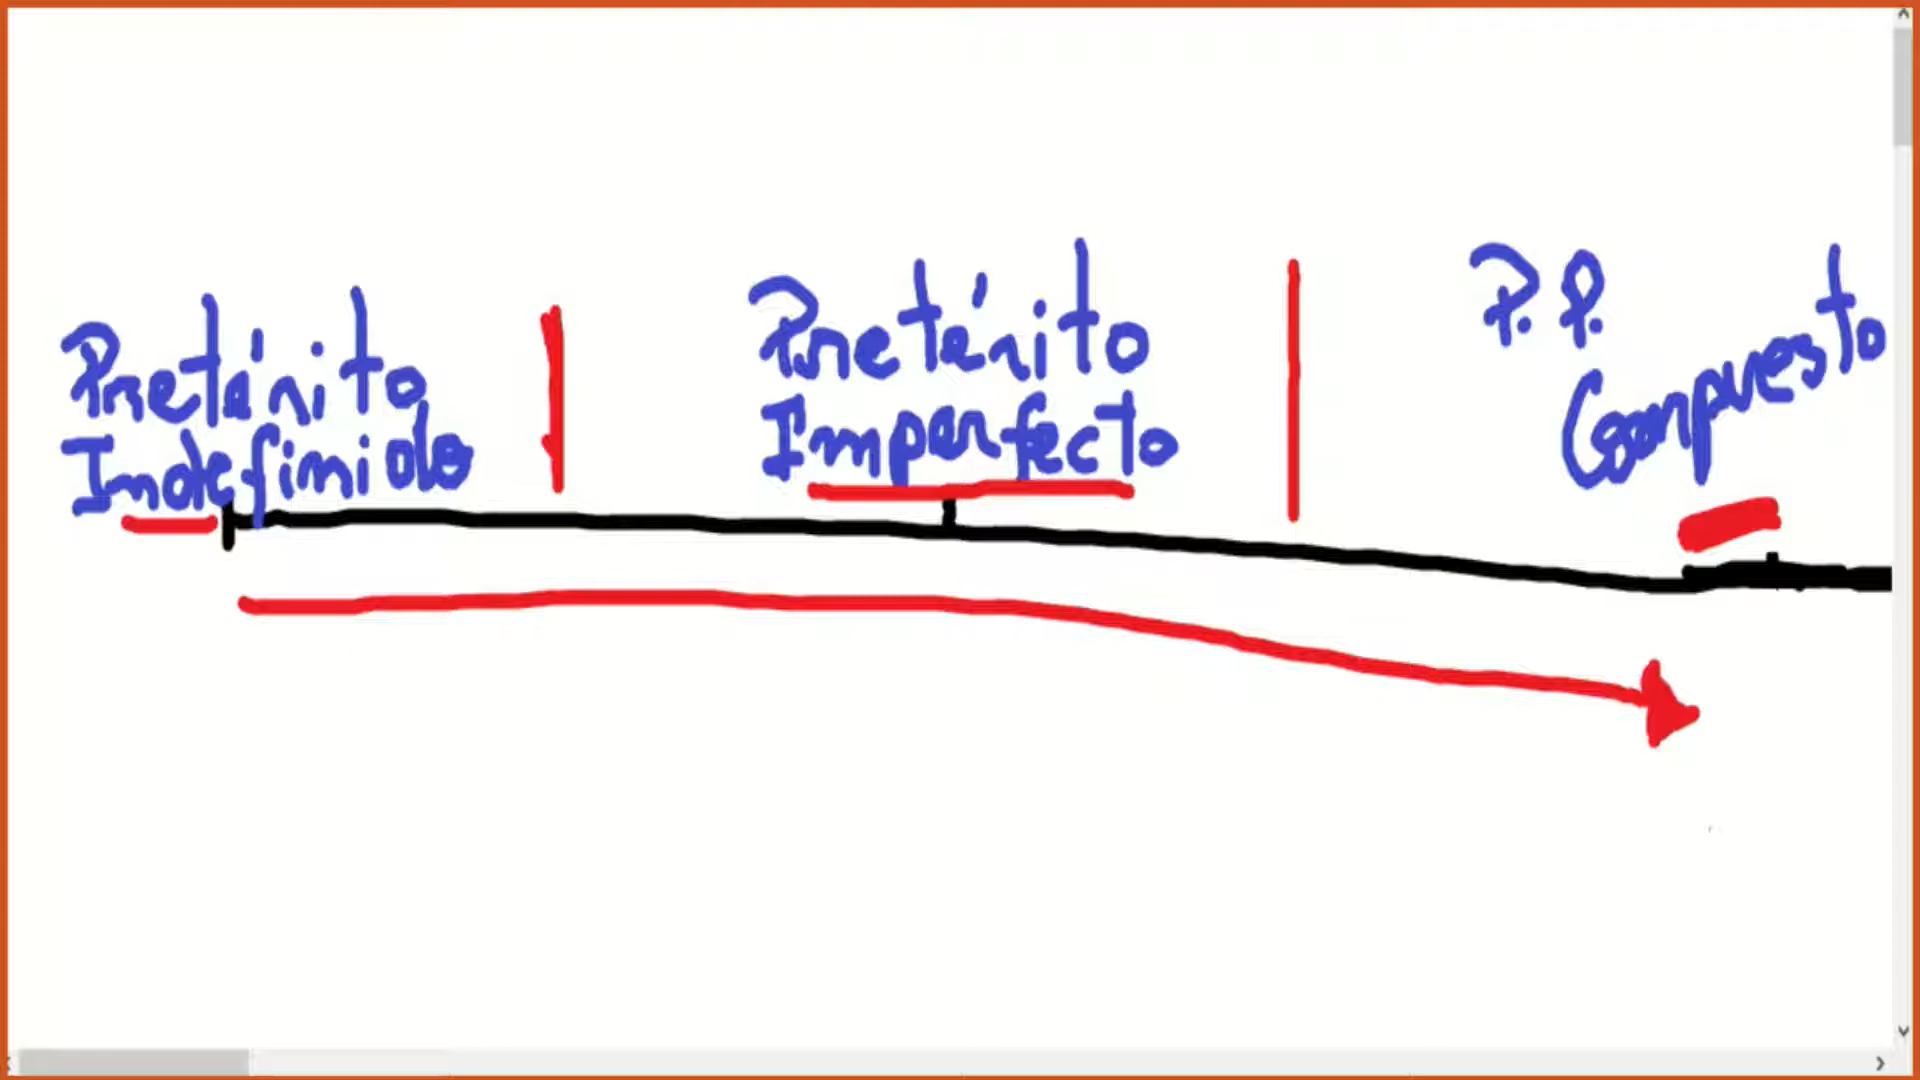 Pretérito
Indefinido
Pretérito
Imperfecto
P.P.
Compuesto